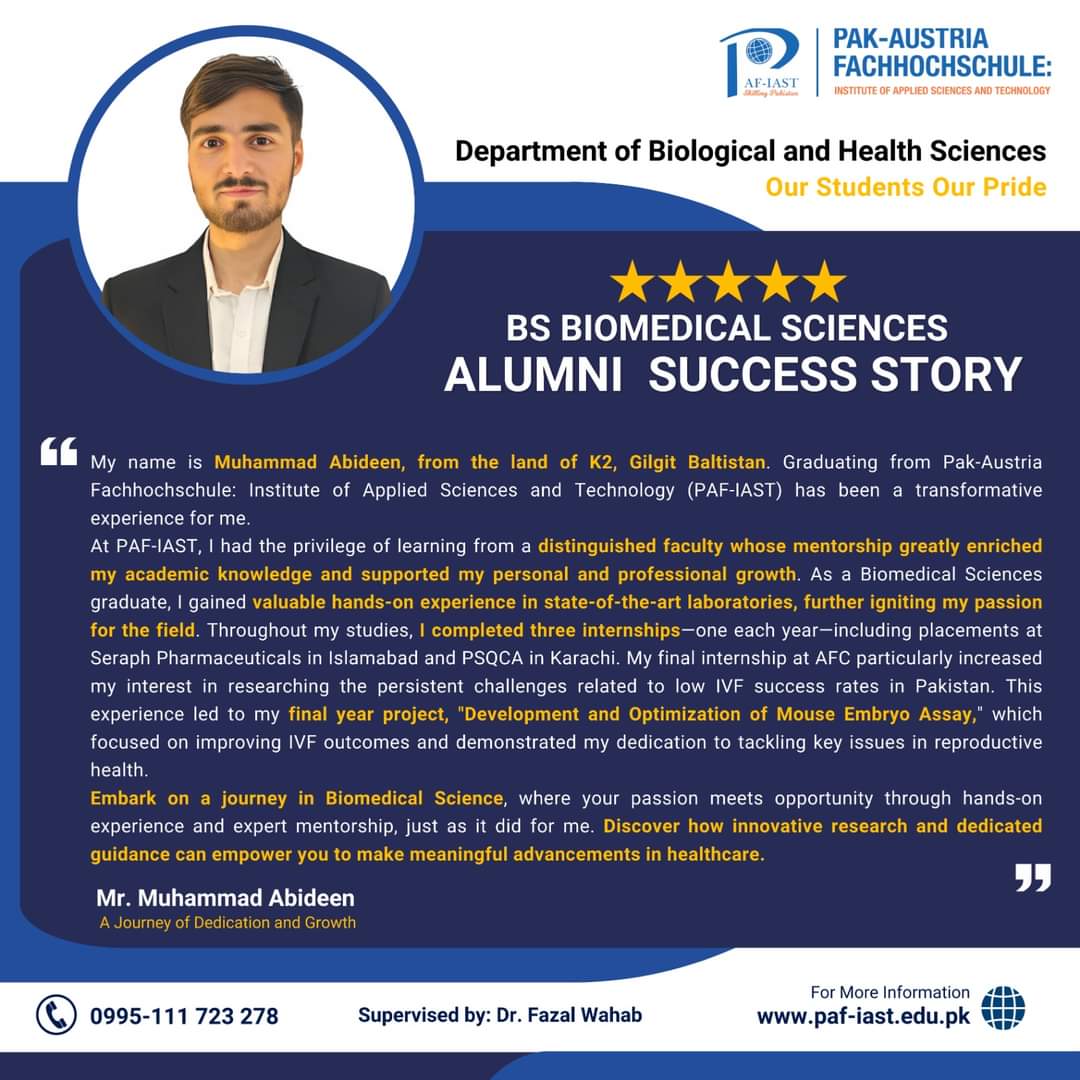 AF-IAST
Skilling Pakistan
PAK-AUSTRIA
FACHHOCHSCHULE:
INSTITUTE OF APPLIED SCIENCES AND TECHNOLOGY
Department of Biological and Health Sciences
Our Students Our Pride
BS BIOMEDICAL SCIENCES
ALUMNI SUCCESS STORY
“
My name is Muhammad Abideen, from the land of K2, Gilgit Baltistan. Graduating from Pak-Austria
Fachhochschule: Institute of Applied Sciences and Technology (PAF-IAST) has been a transformative
experience for me.
At PAF-IAST, I had the privilege of learning from a distinguished faculty whose mentorship greatly enriched
my academic knowledge and supported my personal and professional growth. As a Biomedical Sciences
graduate, I gained valuable hands-on experience in state-of-the-art laboratories, further igniting my passion
for the field. Throughout my studies, I completed three internships—one each year—including placements at
Seraph Pharmaceuticals in Islamabad and PSQCA in Karachi. My final internship at AFC particularly increased
my interest in researching the persistent challenges related to low IVF success rates in Pakistan. This
experience led to my final year project, "Development and Optimization of Mouse Embryo Assay," which
focused on improving IVF outcomes and demonstrated my dedication to tackling key issues in reproductive
health.
Embark on a journey in Biomedical Science, where your passion meets opportunity through hands-on
experience and expert mentorship, just as it did for me. Discover how innovative research and dedicated
guidance can empower you to make meaningful advancements in healthcare.
”
Mr. Muhammad Abideen
A Journey of Dedication and Growth
0995-111 723 278
Supervised by: Dr. Fazal Wahab
For More Information
www.paf-iast.edu.pk